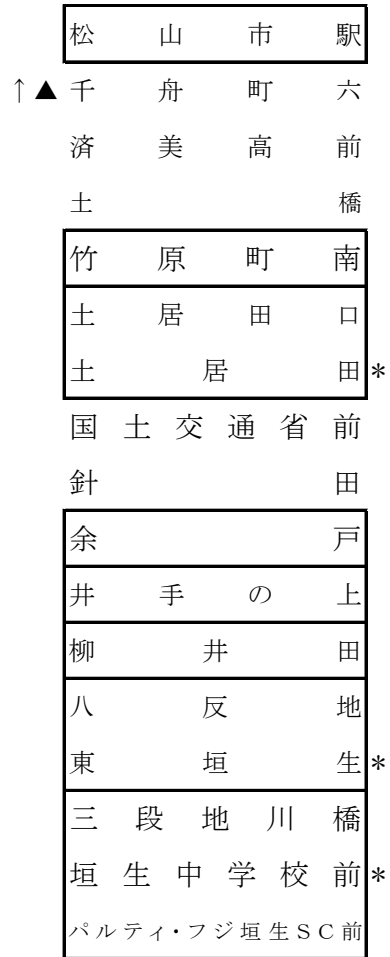 松山市駅
↑▲千舟町六
済美高前
土橋
竹原町南
土居田口
土居田*
国土交通省前
針田
余戸
井手の上
柳井田
八反地
東垣生*
三段地川橋
垣生中学校前*
パルティ・フジ垣生SC前